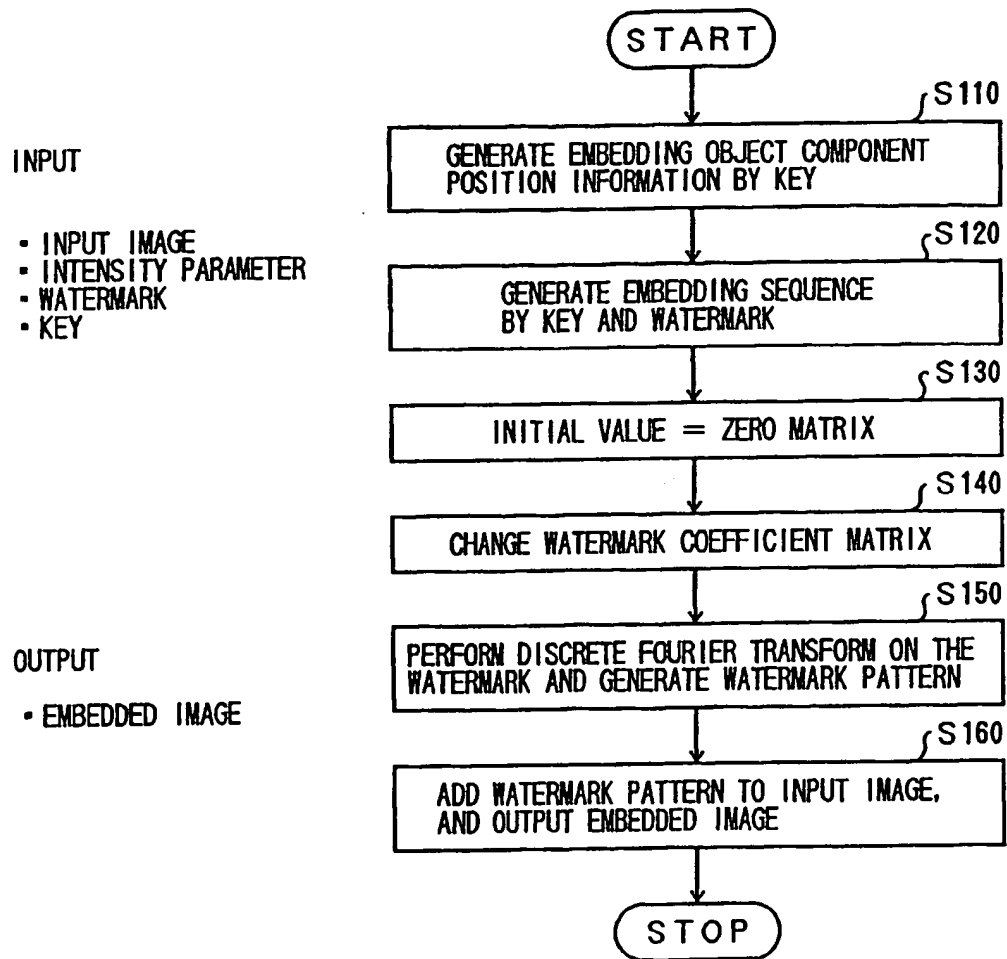 START
S110
GENERATE EMBEDDING OBJECT COMPONENT
POSITION INFORMATION BY KEY
INPUT
• INPUT IMAGE
• INTENSITY PARAMETER
• WATERMARK
• KEY
S120
GENERATE EMBEDDING SEQUENCE
BY KEY AND WATERMARK
S130
INITIAL VALUE = ZERO MATRIX
S140
CHANGE WATERMARK COEFFICIENT MATRIX
S150
PERFORM DISCRETE FOURIER TRANSFORM ON THE
WATERMARK AND GENERATE WATERMARK PATTERN
OUTPUT
• EMBEDDED IMAGE
S160
ADD WATERMARK PATTERN TO INPUT IMAGE,
AND OUTPUT EMBEDDED IMAGE
STOP